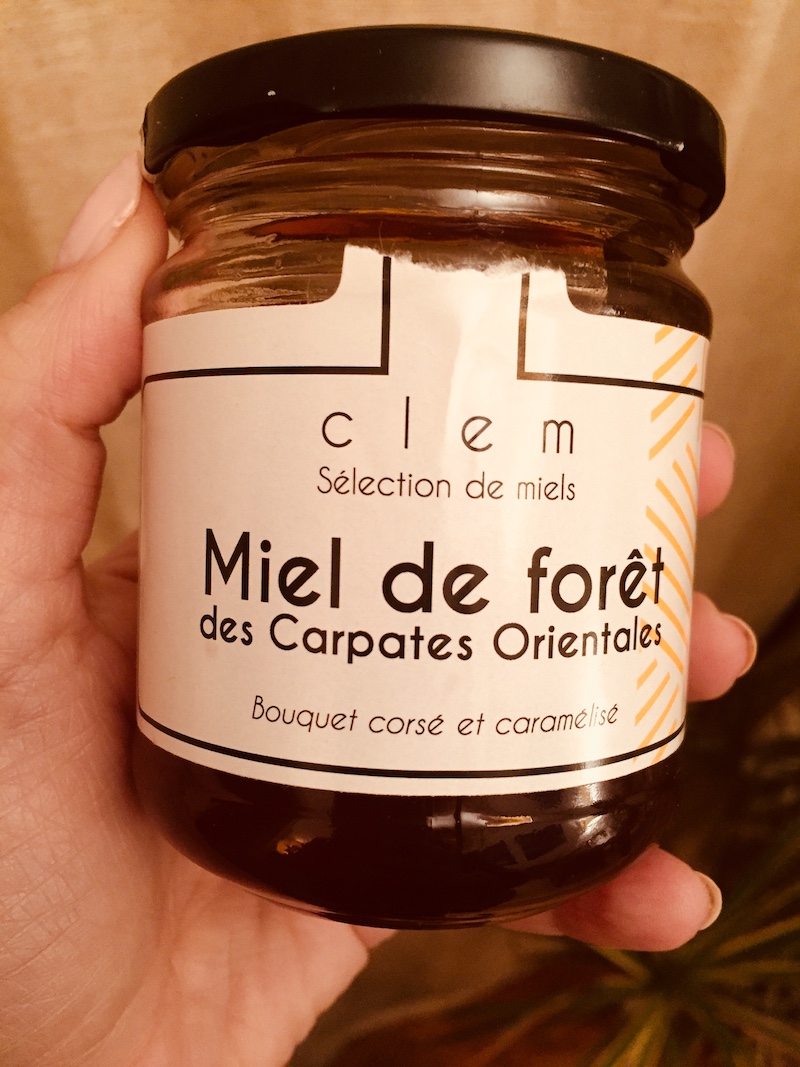 clem
Sélection de miels
Miel de forêt
des Carpates Orientales
Bouquet corsé et caramélisé